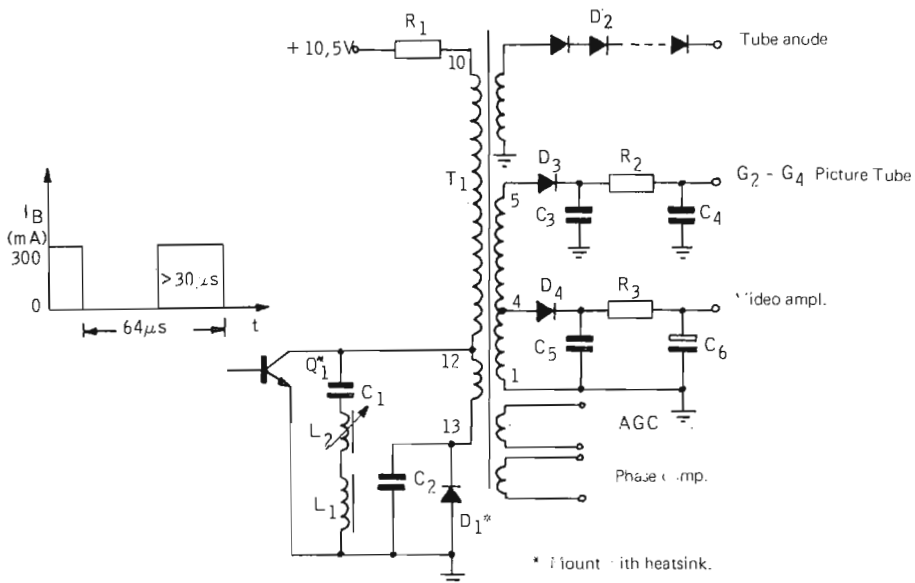 D2
Tube anode
R1
+10,5V
10
D3
R2
G2 - G4 Picture Tube
T1
5
C3
C4
IB
(mA)
300
>30μs
0
64μs
t
D4
R3
4
ampl.
C5
C6
12
1
Q1*
C1
L2
13
AGC
C2
L1
D1*
Phase
* Mount heatsink.